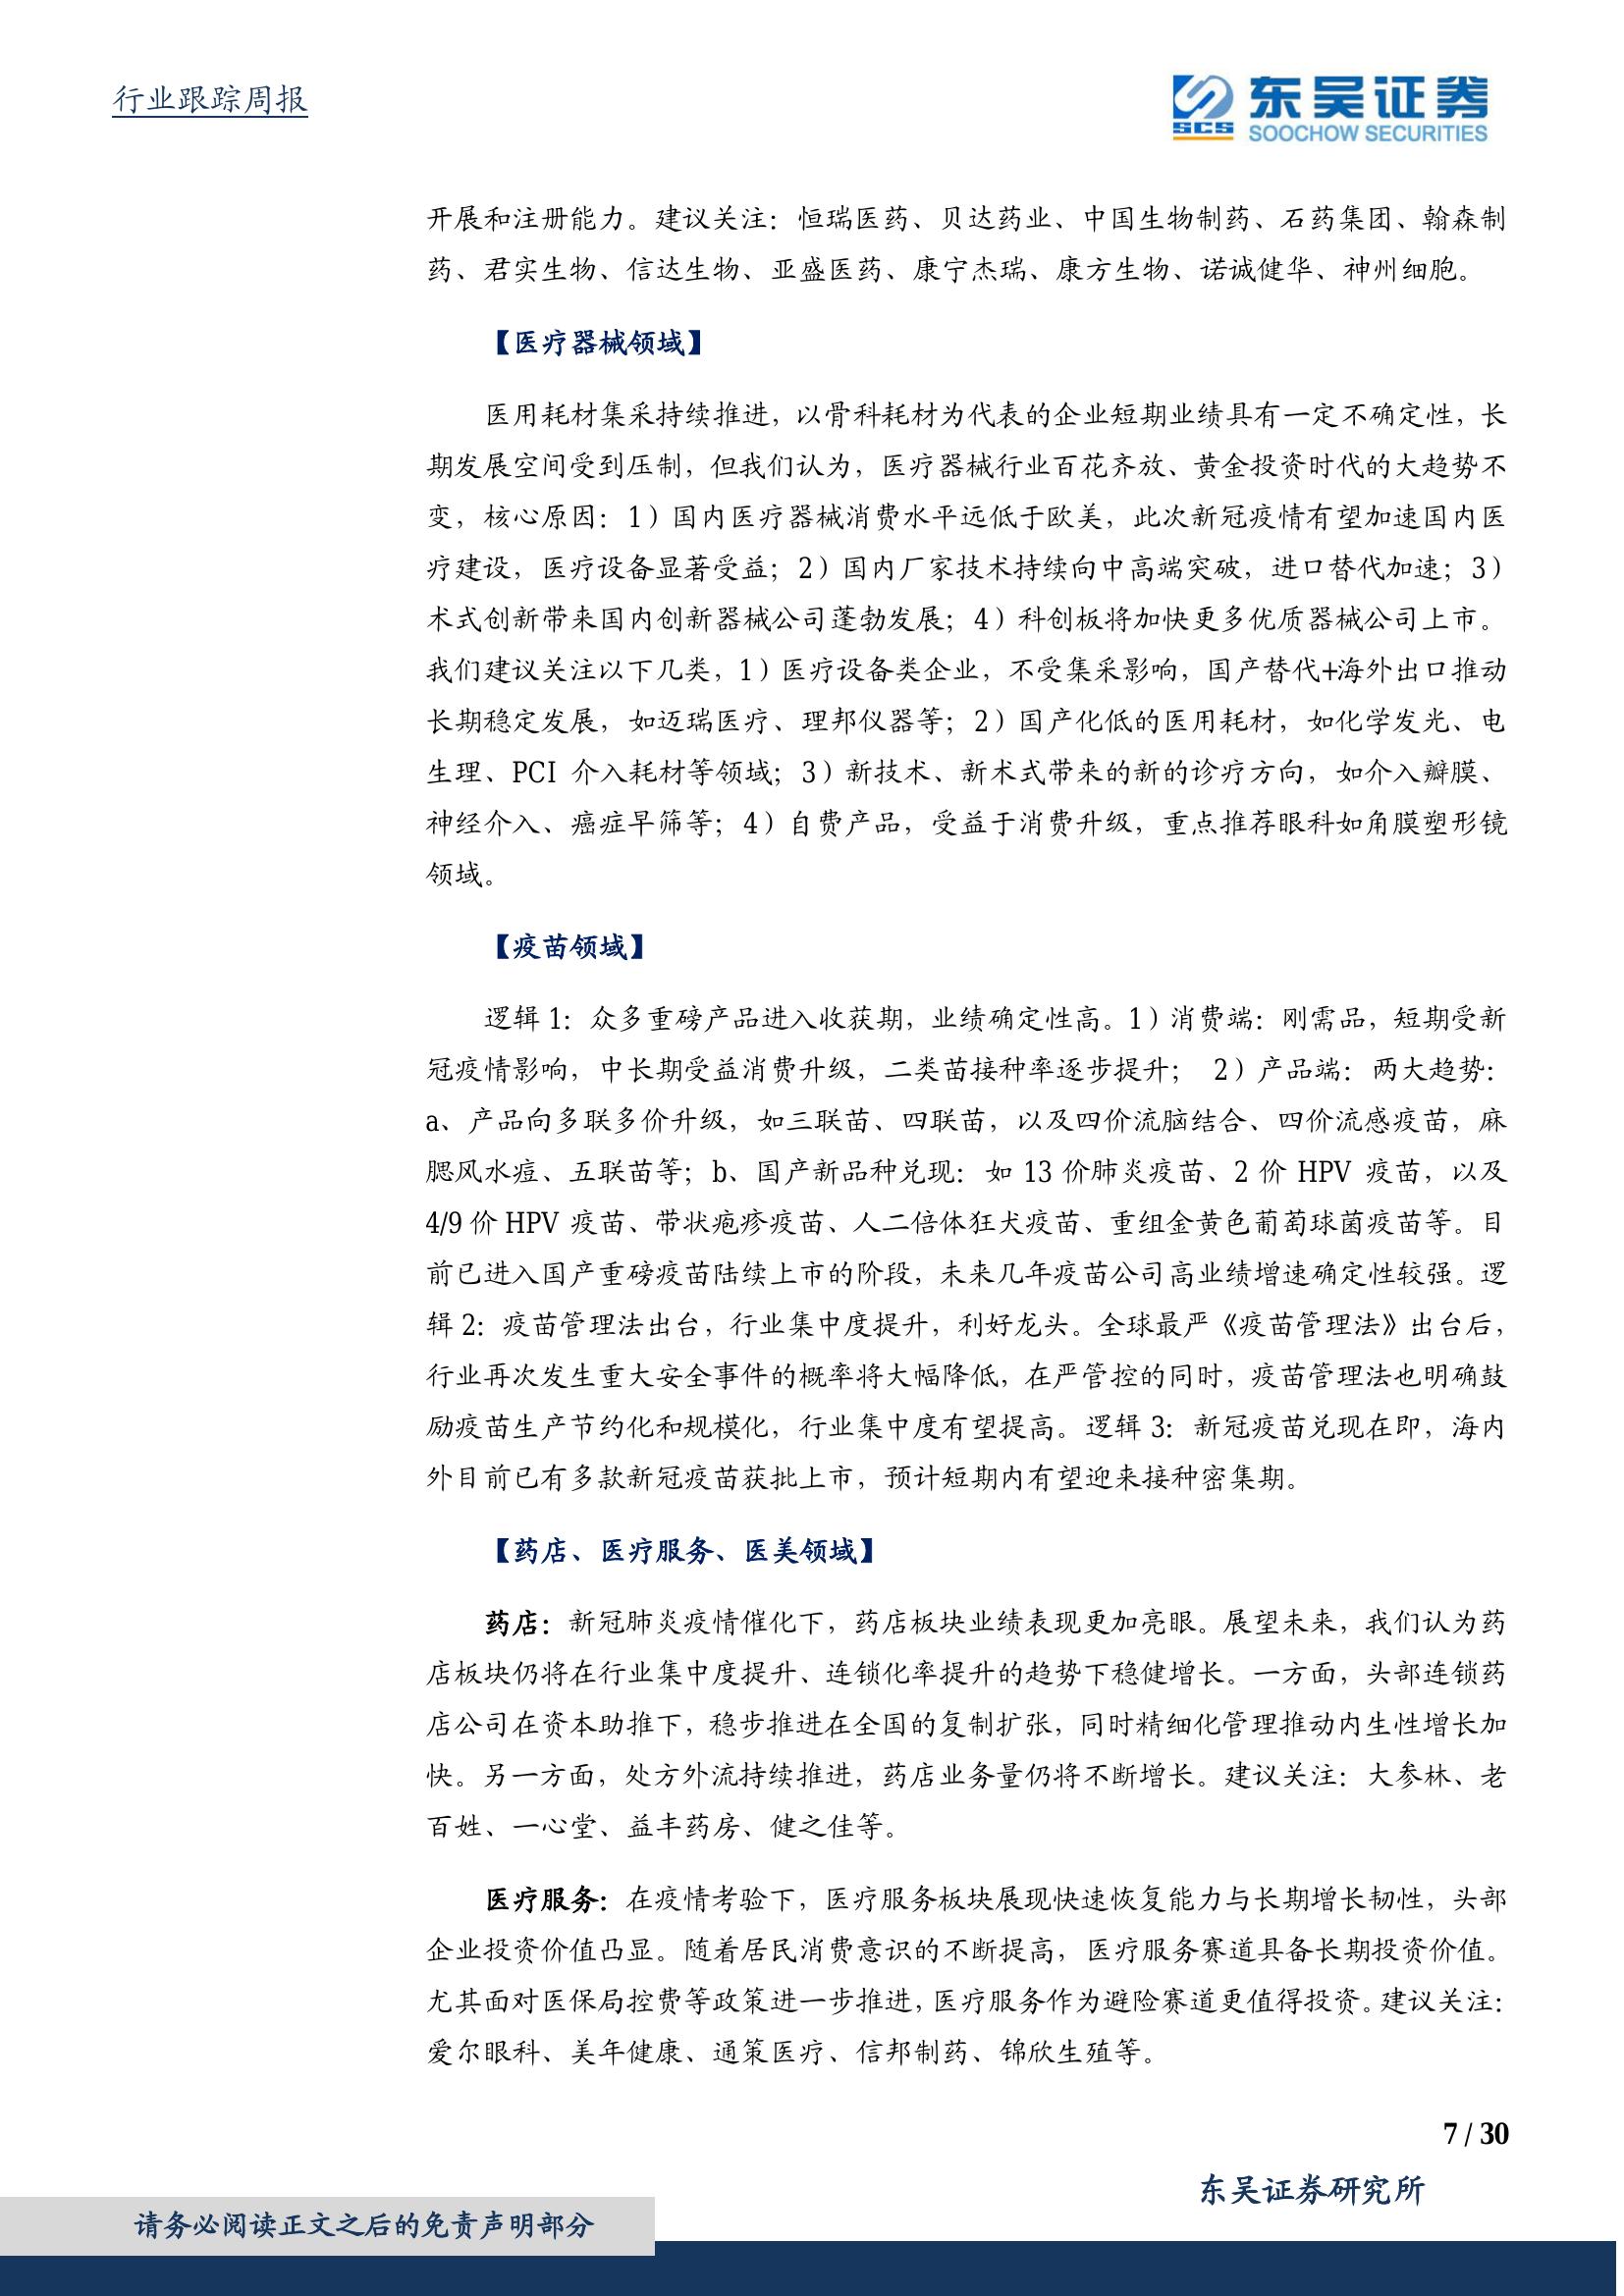 行业跟踪周报
东吴证券
SCS
SOOCHOW SECURITIES
开展和注册能力。建议关注：恒瑞医药、贝达药业、中国生物制药、石药集团、翰森制
药、君实生物、信达生物、亚盛医药、康宁杰瑞、康方生物、诺诚健华、神州细胞。
【医疗器械领域】
医用耗材集采持续推进，以骨科耗材为代表的企业短期业绩具有一定不确定性，长
期发展空间受到压制，但我们认为，医疗器械行业百花齐放、黄金投资时代的大趋势不
变，核心原因：1）国内医疗器械消费水平远低于欧美，此次新冠疫情有望加速国内医
疗建设，医疗设备显著受益；2）国内厂家技术持续向中高端突破，进口替代加速；3）
术式创新带来国内创新器械公司蓬勃发展；4）科创板将加快更多优质器械公司上市。
我们建议关注以下几类，1）医疗设备类企业，不受集采影响，国产替代+海外出口推动
长期稳定发展，如迈瑞医疗、理邦仪器等；2）国产化低的医用耗材，如化学发光、电
生理、PCI 介入耗材等领域；3）新技术、新术式带来的新的诊疗方向，如介入瓣膜、
神经介入、癌症早筛等；4）自费产品，受益于消费升级，重点推荐眼科如角膜塑形镜
领域。
【疫苗领域】
逻辑 1：众多重磅产品进入收获期，业绩确定性高。1）消费端：刚需品，短期受新
冠疫情影响，中长期受益消费升级，二类苗接种率逐步提升； 2）产品端：两大趋势：
a、产品向多联多价升级，如三联苗、四联苗，以及四价流脑结合、四价流感疫苗，麻
腮风水痘、五联苗等；b、国产新品种兑现：如 13 价肺炎疫苗、2 价 HPV 疫苗，以及
4/9 价 HPV 疫苗、带状疱疹疫苗、人二倍体狂犬疫苗、重组金黄色葡萄球菌疫苗等。目
前已进入国产重磅疫苗陆续上市的阶段，未来几年疫苗公司高业绩增速确定性较强。逻
辑 2：疫苗管理法出台，行业集中度提升，利好龙头。全球最严《疫苗管理法》出台后，
行业再次发生重大安全事件的概率将大幅降低，在严管控的同时，疫苗管理法也明确鼓
励疫苗生产节约化和规模化，行业集中度有望提高。逻辑 3：新冠疫苗兑现在即，海内
外目前已有多款新冠疫苗获批上市，预计短期内有望迎来接种密集期。
【药店、医疗服务、医美领域】
药店：新冠肺炎疫情催化下，药店板块业绩表现更加亮眼。展望未来，我们认为药
店板块仍将在行业集中度提升、连锁化率提升的趋势下稳健增长。一方面，头部连锁药
店公司在资本助推下，稳步推进在全国的复制扩张，同时精细化管理推动内生性增长加
快。另一方面，处方外流持续推进，药店业务量仍将不断增长。建议关注：大参林、老
百姓、一心堂、益丰药房、健之佳等。
医疗服务：在疫情考验下，医疗服务板块展现快速恢复能力与长期增长韧性，头部
企业投资价值凸显。随着居民消费意识的不断提高，医疗服务赛道具备长期投资价值。
尤其面对医保局控费等政策进一步推进，医疗服务作为避险赛道更值得投资。建议关注：
爱尔眼科、美年健康、通策医疗、信邦制药、锦欣生殖等。
7 / 30
东吴证券研究所
请务必阅读正文之后的免责声明部分